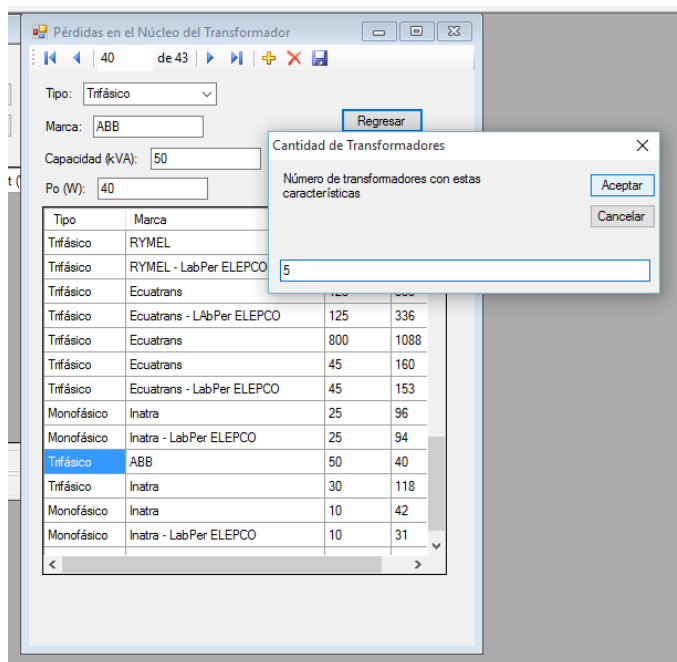 Pérdidas en el Núcleo del Transformador
40 de 43
Tipo: Trifásico
Marca: ABB
Regresar
Capacidad (kVA): 50
Po (W): 40
Cantidad de Transformadores
Número de transformadores con estas
características
Aceptar
Cancelar
5
Tipo Marca
Trifásico RYMEL
Trifásico RYMEL - LabPer ELEPCO
Trifásico Ecuatrans
Trifásico Ecuatrans - LAbPer ELEPCO 125 336
Trifásico Ecuatrans 800 1088
Trifásico Ecuatrans 45 160
Trifásico Ecuatrans - LabPer ELEPCO 45 153
Monofásico Inatra 25 96
Monofásico Inatra - LabPer ELEPCO 25 94
Trifásico ABB 50 40
Trifásico Inatra 30 118
Monofásico Inatra 10 42
Monofásico Inatra - LabPer ELEPCO 10 31